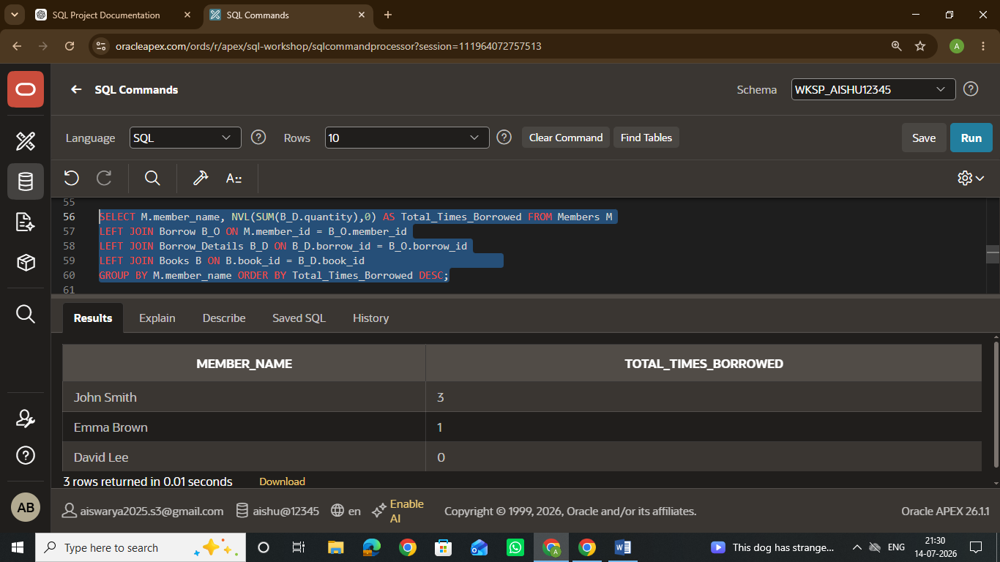 SQL Project Documentation
SQL Commands
oracleapex.com/ords/r/apex/sql-workshop/sqlcommandprocessor?session=111964072757513
A
SQL Commands
Schema
WKSP_AISHU12345
Language
SQL
Rows
10
Clear Command
Find Tables
Save
Run
A::
55
56 SELECT M.member_name, NVL(SUM(B_D.quantity),0) AS Total_Times_Borrowed FROM Members M
57 LEFT JOIN Borrow B_O ON M.member_id = B_O.member_id
58 LEFT JOIN Borrow_Details B_D ON B_D.borrow_id = B_O.borrow_id
59 LEFT JOIN Books B ON B.book_id = B_D.book_id
60 GROUP BY M.member_name ORDER BY Total_Times_Borrowed DESC;
61
Results
Explain
Describe
Saved SQL
History
MEMBER_NAME TOTAL_TIMES_BORROWED
John Smith 3
Emma Brown 1
David Lee 0
3 rows returned in 0.01 seconds
Download
AB
aiswarya2025.s3@gmail.com
aishu@12345
en
Enable
AI
Copyright © 1999, 2026, Oracle and/or its affiliates.
Oracle APEX 26.1.1
Type here to search
This dog has strange...
ENG
21:30
14-07-2026